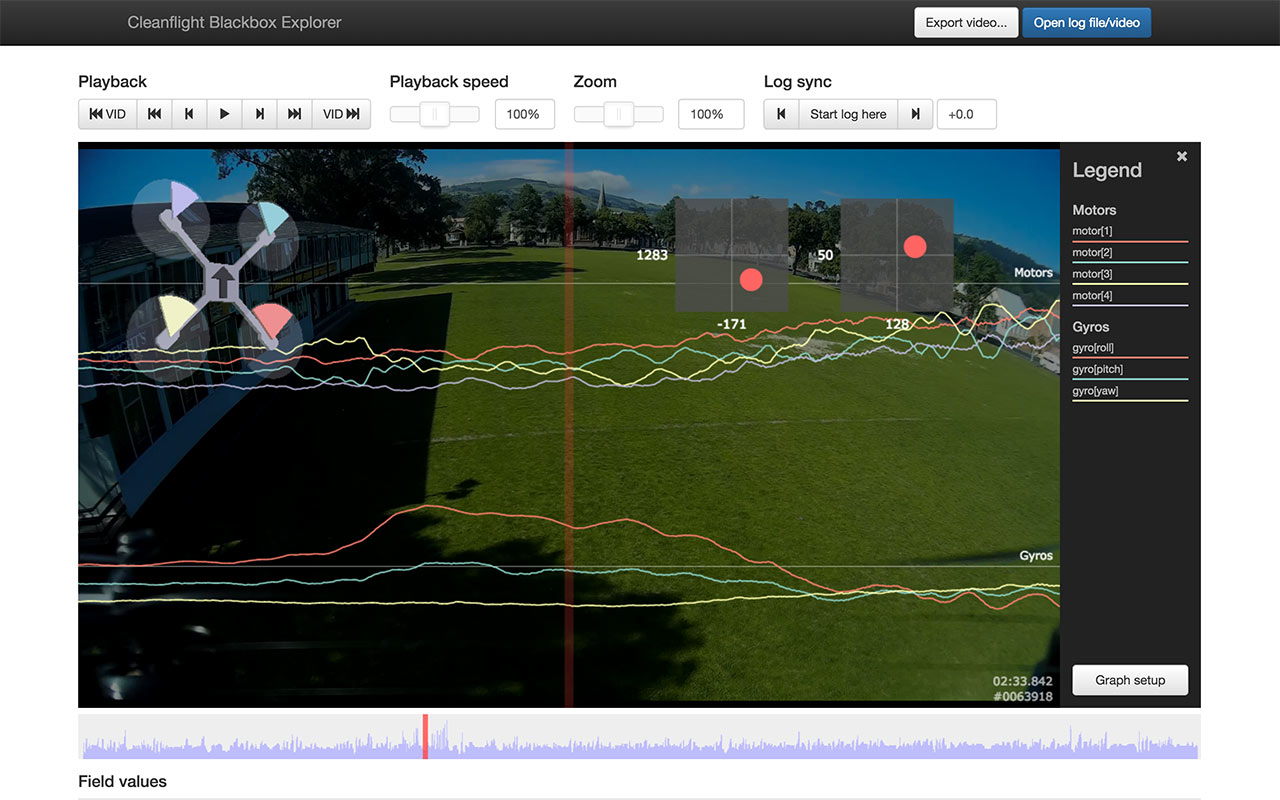 Cleanflight Blackbox Explorer
Export video...
Open log file/video
Playback
Playback speed
Zoom
Log sync
VID
VID
100%
100%
Start log here
+0.0
Legend
Motors
motor[1]
motor[2]
motor[3]
motor[4]
Gyros
gyro[roll]
gyro[pitch]
gyro[yaw]
1283
50
Motors
-171
128
Gyros
02:33.842
#0063918
Graph setup
Field values